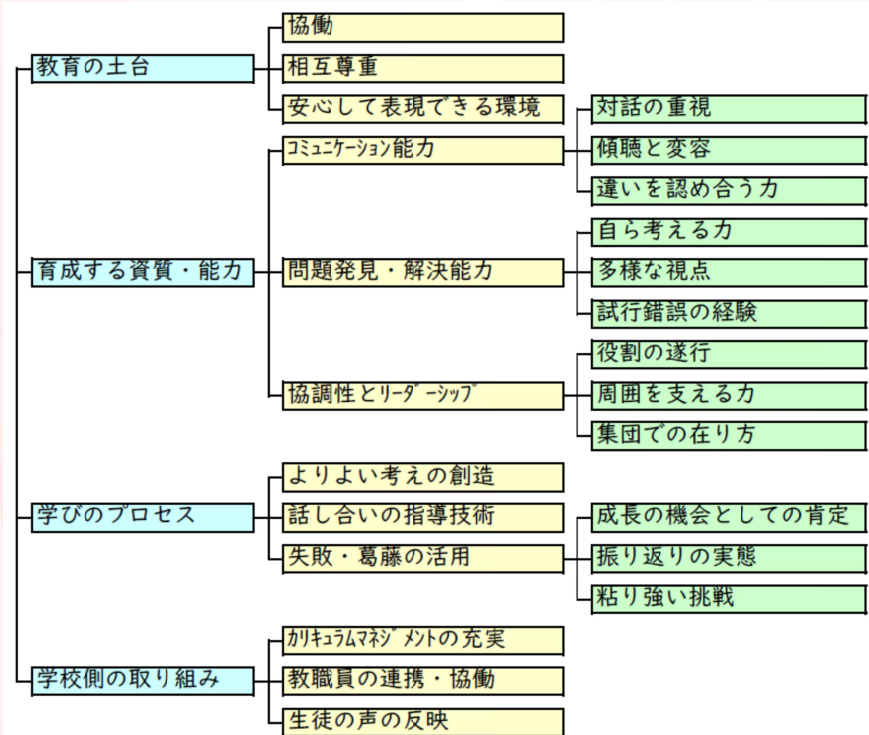 協働
教育の土台
相互尊重
安心して表現できる環境
対話の重視
コミュニケーション能力
傾聴と変容
違いを認め合う力
自ら考える力
育成する資質・能力
問題発見・解決能力
多様な視点
試行錯誤の経験
役割の遂行
協調性とリーダーシップ
周囲を支える力
集団での在り方
よりよい考えの創造
学びのプロセス
話し合いの指導技術
成長の機会としての肯定
失敗・葛藤の活用
振り返りの実態
粘り強い挑戦
カリキュラムマネジメントの充実
学校側の取り組み
教職員の連携・協働
生徒の声の反映